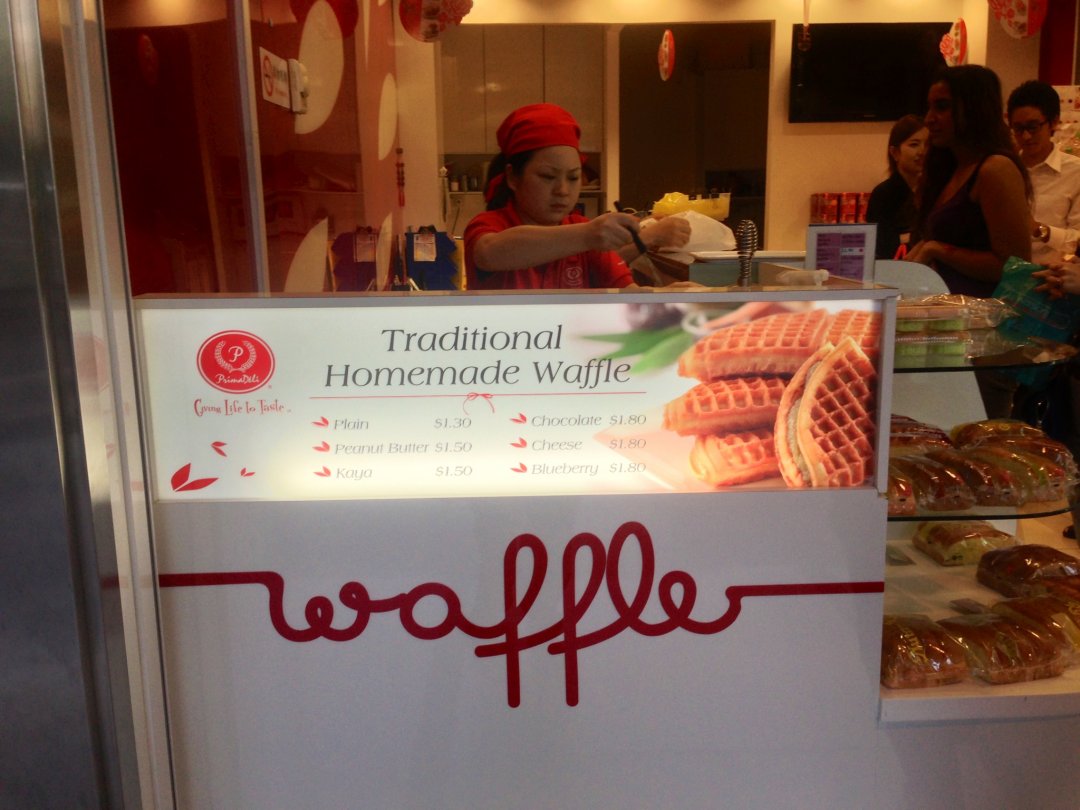 P
PrimaDéli
Giving Life to Taste
Traditional
Homemade Waffle
Plain $1.30
Peanut Butter $1.50
Kaya $1.50
Chocolate $1.80
Cheese $1.80
Blueberry $1.80
waffle